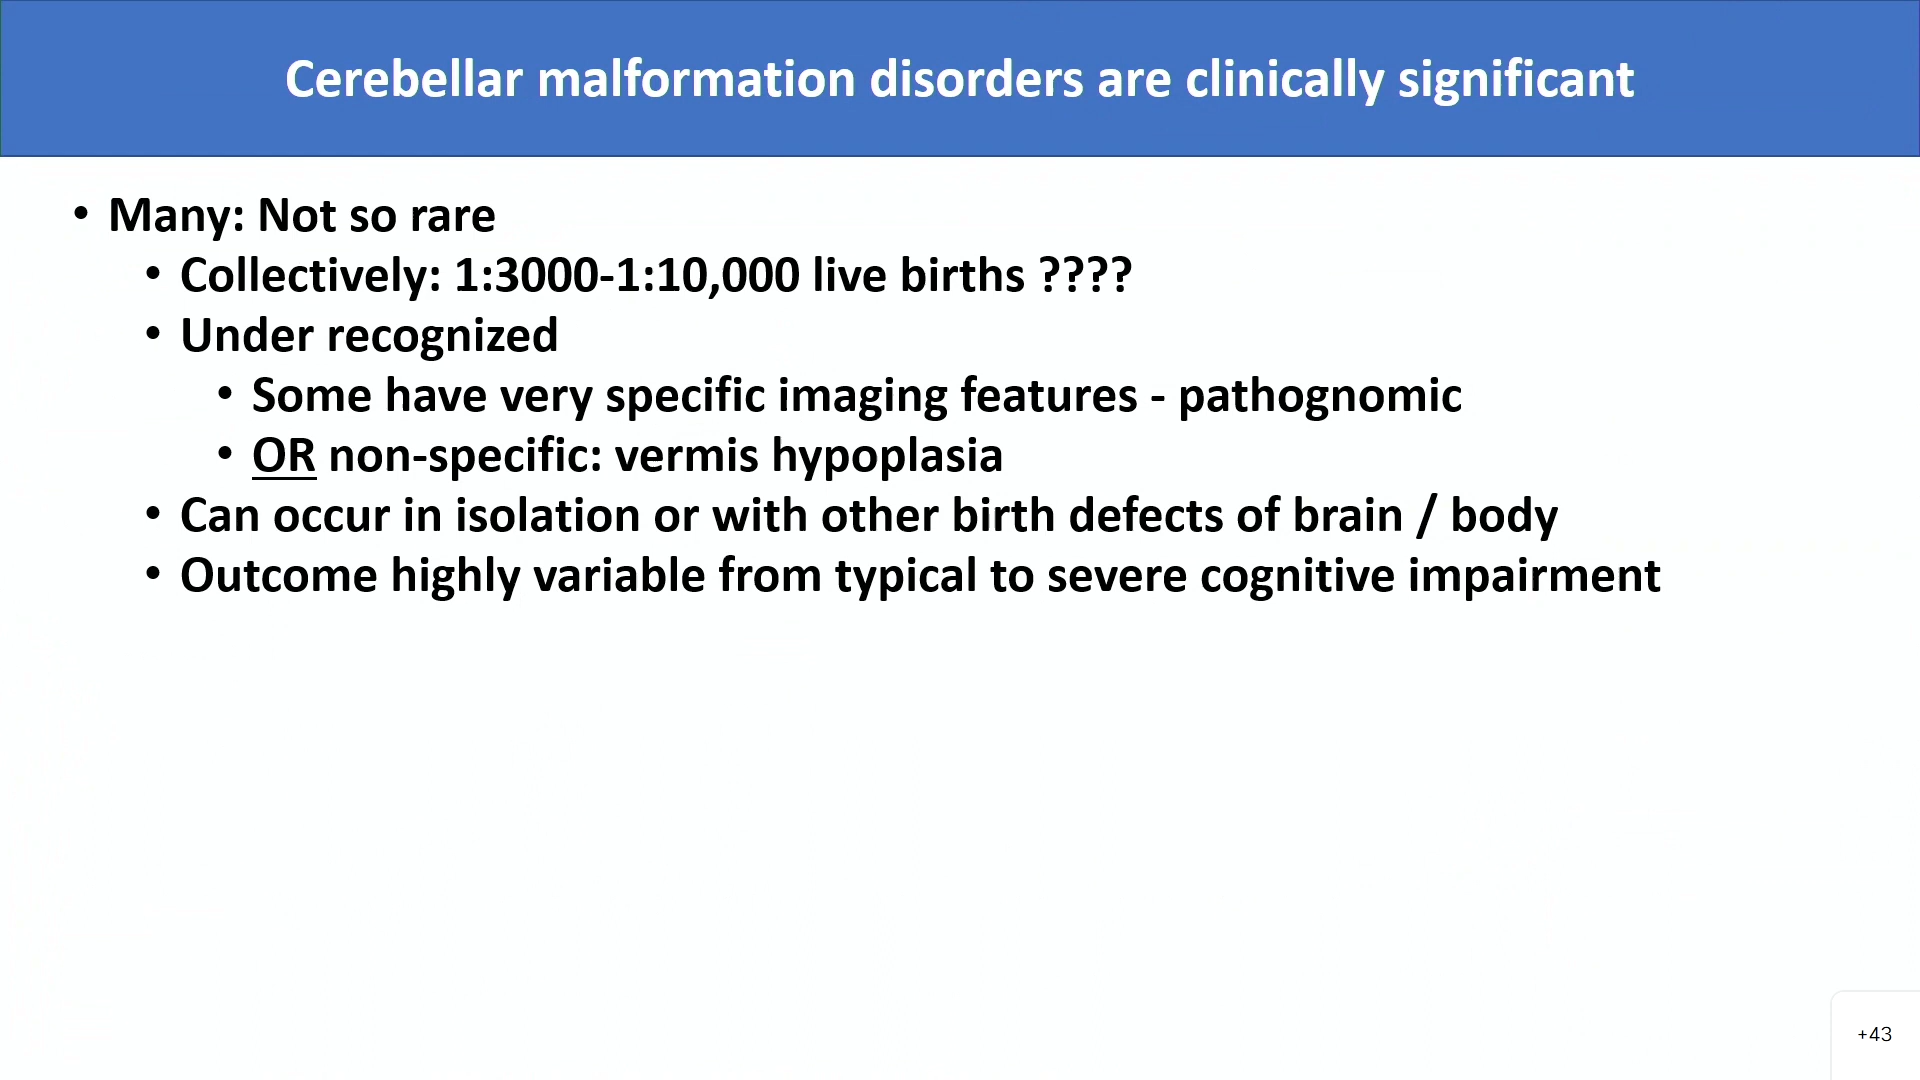 Cerebellar malformation disorders are clinically significant
• Many: Not so rare
• Collectively: 1:3000-1:10,000 live births ????
• Under recognized
• Some have very specific imaging features - pathognomic
• OR non-specific: vermis hypoplasia
• Can occur in isolation or with other birth defects of brain / body
• Outcome highly variable from typical to severe cognitive impairment
+43